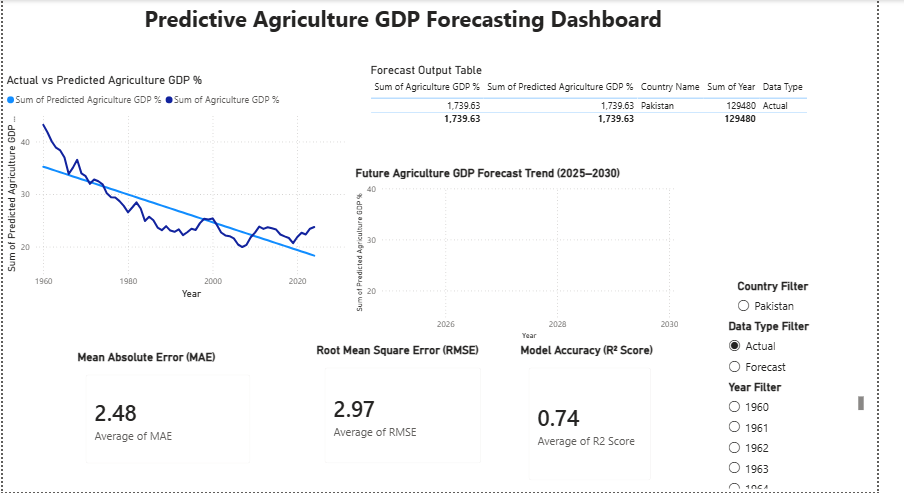 Predictive Agriculture GDP Forecasting Dashboard
Actual vs Predicted Agriculture GDP %
Sum of Predicted Agriculture GDP % Sum of Agriculture GDP %
Sum of Predicted Agriculture GDP
40
30
20
1960 1980 2000 2020
Year
Forecast Output Table
Sum of Agriculture GDP % Sum of Predicted Agriculture GDP % Country Name Sum of Year Data Type
1,739.63 1,739.63 Pakistan 129480 Actual
1,739.63 1,739.63 129480
Future Agriculture GDP Forecast Trend (2025–2030)
Sum of Predicted Agriculture GDP %
40
30
20
2026 2028 2030
Year
Mean Absolute Error (MAE)
2.48
Average of MAE
Root Mean Square Error (RMSE)
2.97
Average of RMSE
Model Accuracy (R² Score)
0.74
Average of R2 Score
Country Filter
Pakistan
Data Type Filter
Actual
Forecast
Year Filter
1960
1961
1962
1963